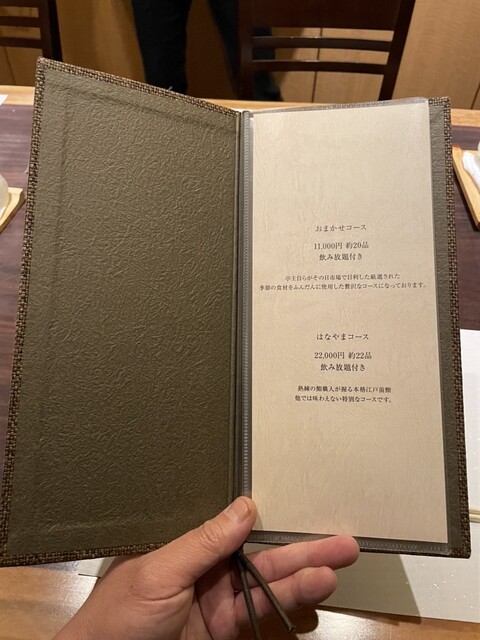 おまかせコース
11,000円 約20品
飲み放題付き
亭主自らがその日市場で目利した厳選された
季節の食材をふんだんに使用した贅沢なコースになっております。
はなやまコース
22,000円 約22品
飲み放題付き
熟練の鮨職人が握る本格江戸前鮨
他では味わえない特別なコースです。